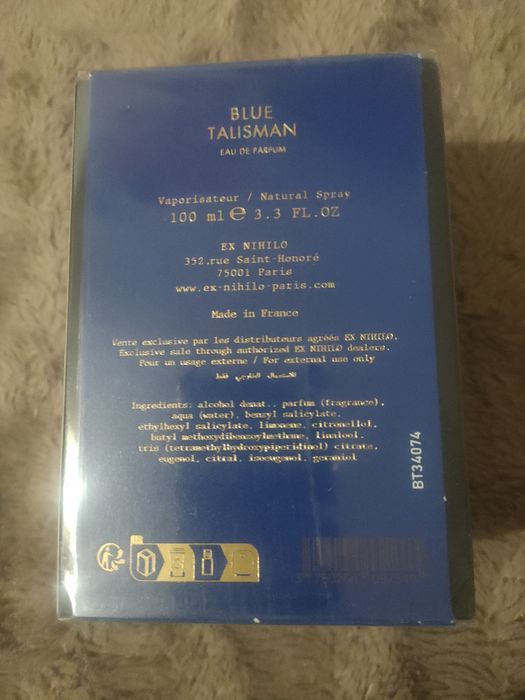 BLUE
TALISMAN
EAU DE PARFUM
Vaporisateur / Natural Spray
100 ml ℮ 3.3 FL.OZ
EX NIHILO
352,rue Saint-Honoré
75001 Paris
www.ex-nihilo-paris.com
Made in France
Vente exclusive par les distributeurs agréés EX NIHILO.
Exclusive sale through authorized EX NIHILO dealers.
Pour un usage externe / For external use only
للاستعمال الخارجي فقط
Ingredients: alcohol denat., parfum (fragrance),
aqua (water), benzyl salicylate,
ethylhexyl salicylate, limonene, citronellol,
butyl methoxydibenzoylmethane, linalool,
tris (tetramethylhydroxypiperidinol) citrate,
eugenol, citral, isoeugenol, geraniol
BT34074